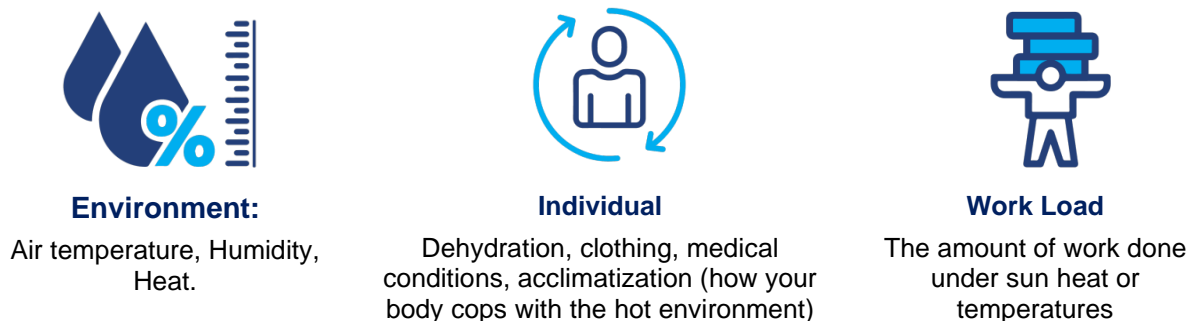 %
Environment:
Air temperature, Humidity,
Heat.
Individual
Dehydration, clothing, medical
conditions, acclimatization (how your
body cops with the hot environment)
Work Load
The amount of work done
under sun heat or
temperatures